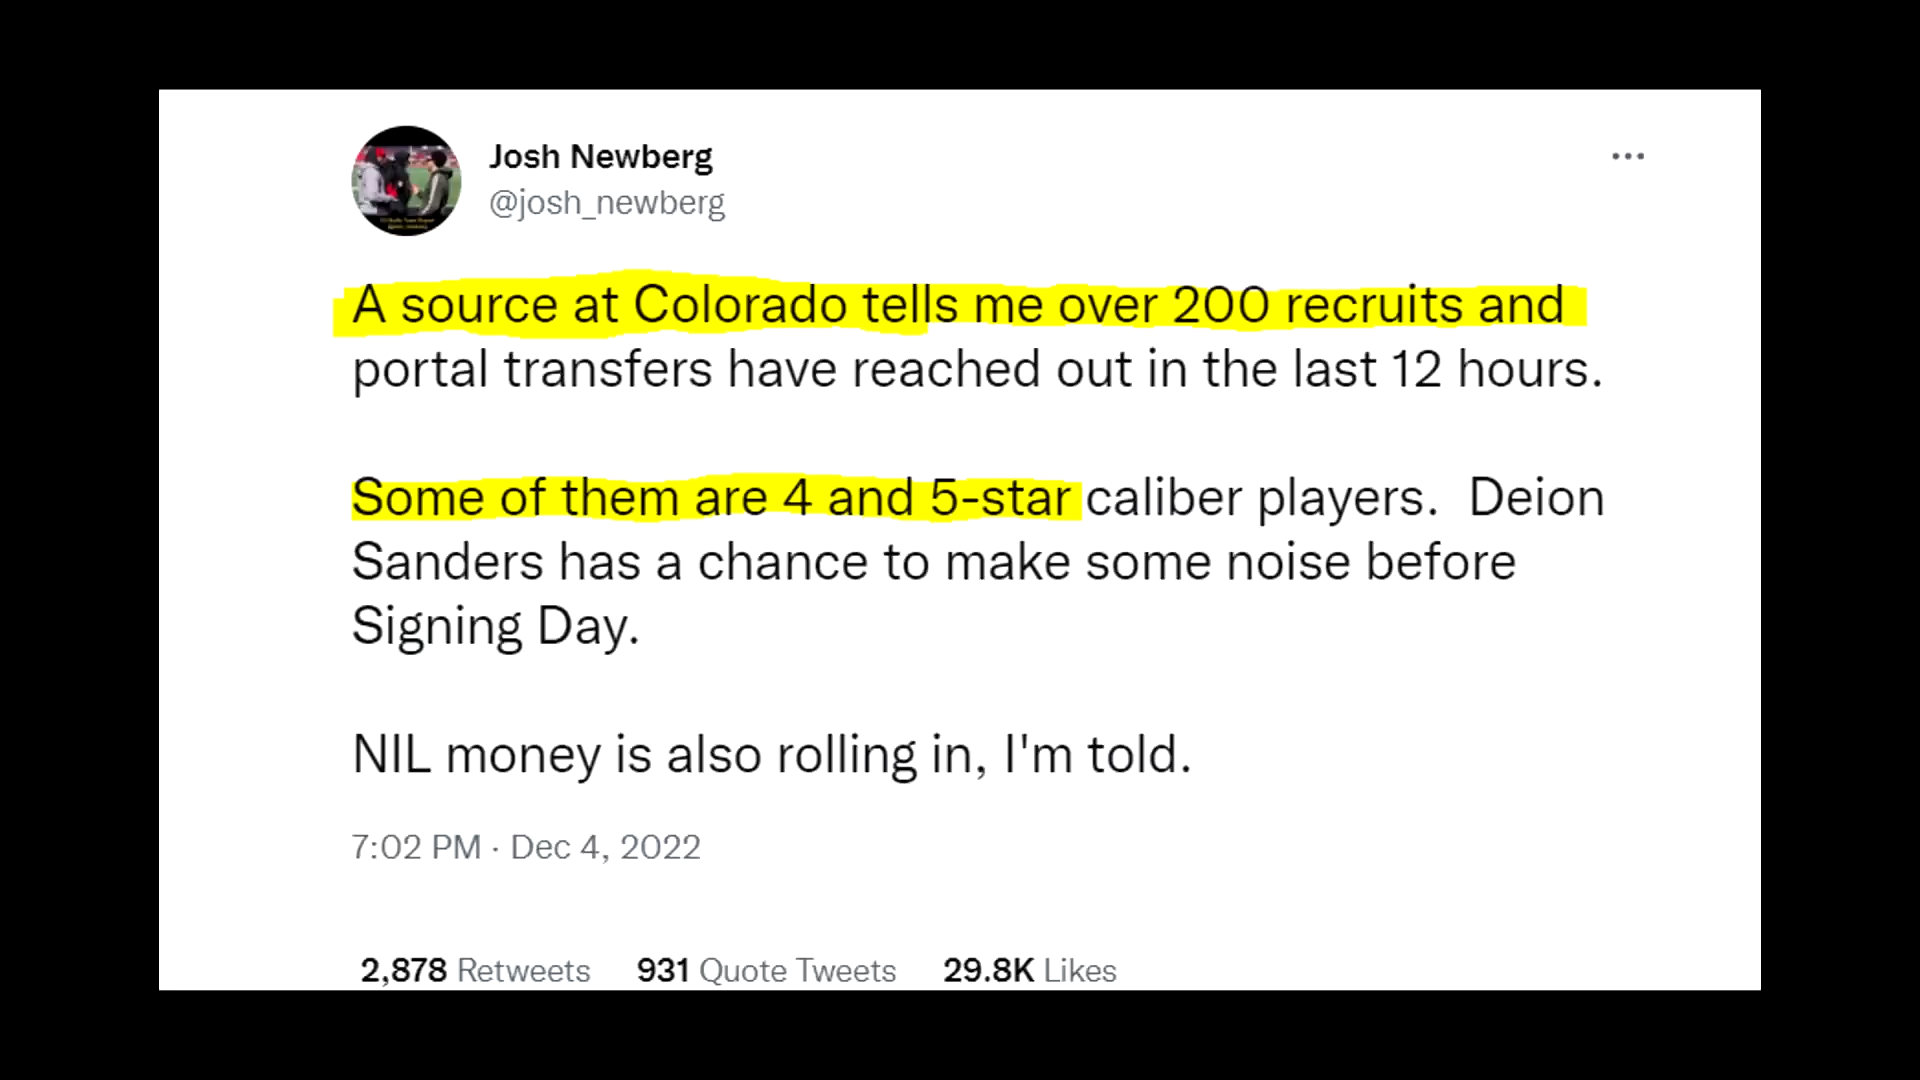 Josh Newberg
@josh_newberg
A source at Colorado tells me over 200 recruits and
portal transfers have reached out in the last 12 hours.
Some of them are 4 and 5-star caliber players.  Deion
Sanders has a chance to make some noise before
Signing Day.
NIL money is also rolling in, I'm told.
7:02 PM · Dec 4, 2022
2,878 Retweets 931 Quote Tweets 29.8K Likes